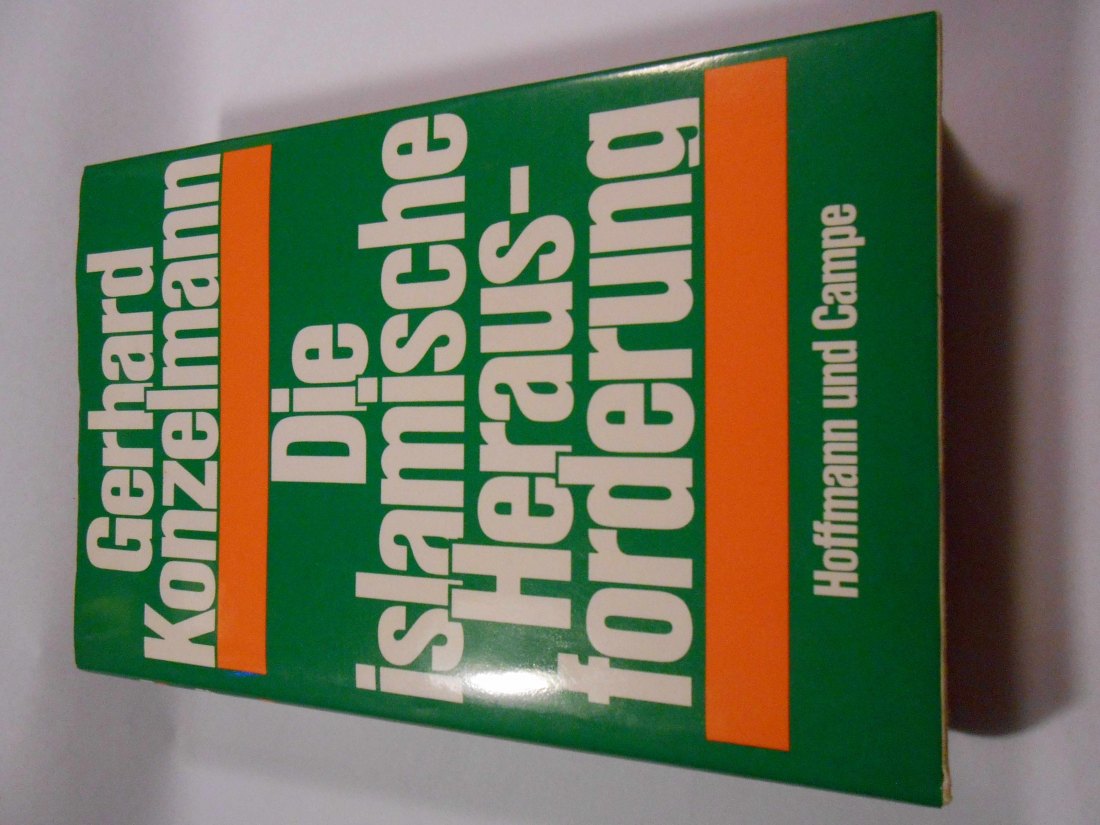 Gerhard
Konzelmann
Die
islamische
Heraus-
forderung
Hoffmann und Campe